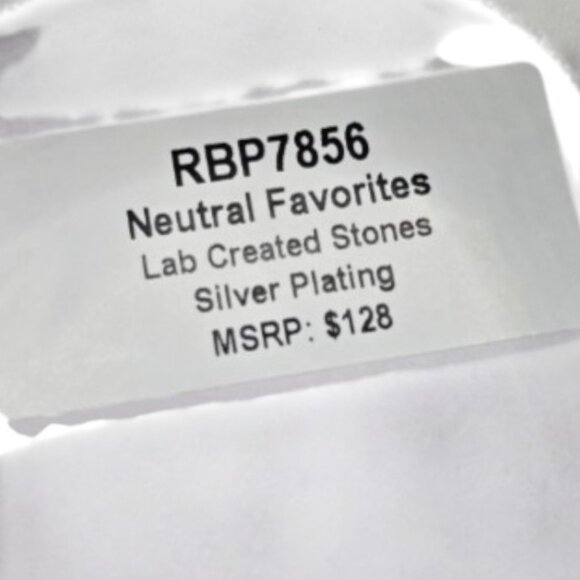 RBP7856
Neutral Favorites
Lab Created Stones
Silver Plating
MSRP: $128